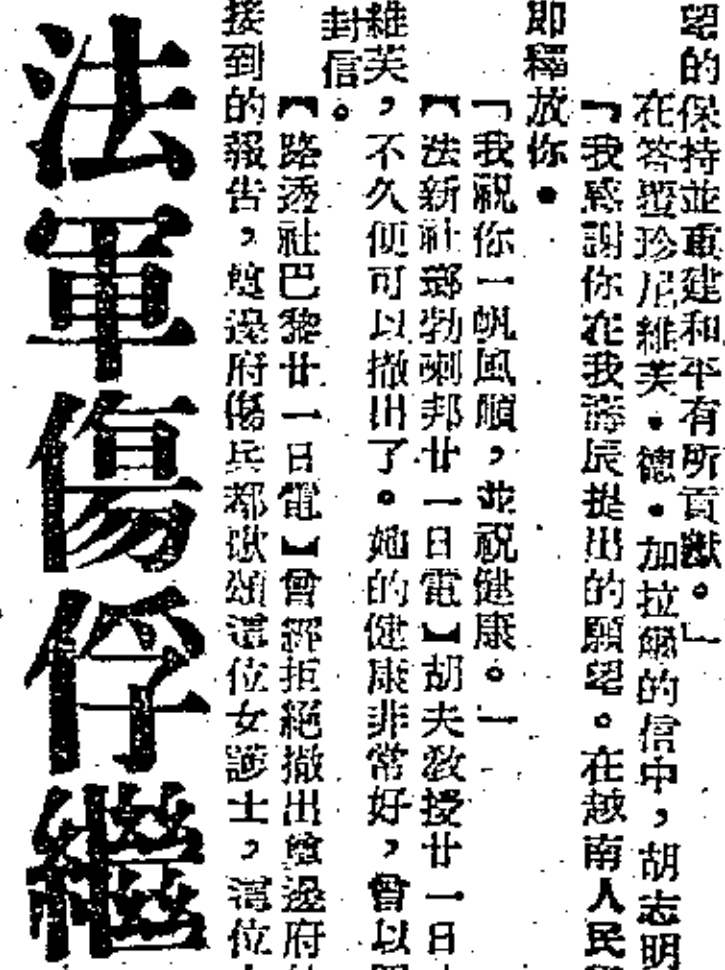 望的保持並重建和平有所貢獻。」
在答覆珍尼維芙·德·加拉爾的信中,胡志明
「我感謝你在我壽辰提出的願望。在越南人民
即釋放你。
「我祝你一帆風順,並祝健康。」
【法新社瑯勃喇邦廿一日電】胡夫教授廿一日
維芙,不久便可以撤出了。她的健康非常好,曾以
封信。
【路透社巴黎廿一日電】曾經拒絕撤出奠邊府
接到的報告,奠邊府傷兵都歌頌這位女護士,這位
法軍傷俘繼